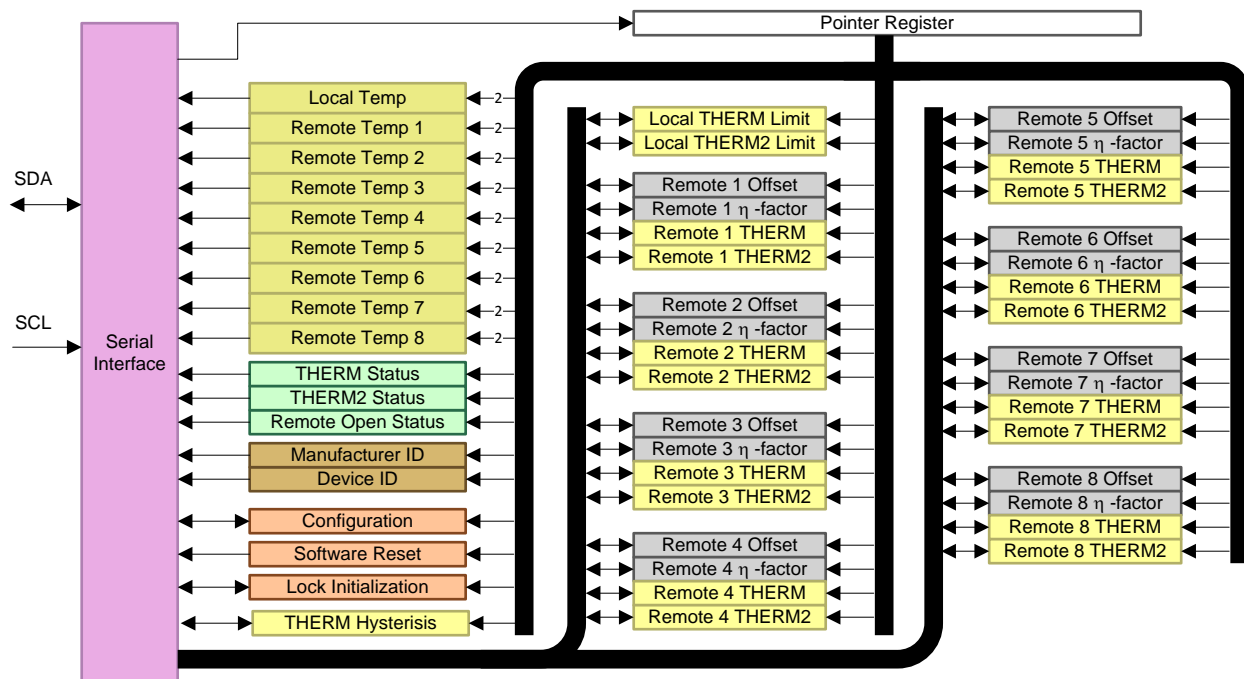 Pointer Register
SDA
SCL
Serial
Interface
Local Temp
2
Remote Temp 1
2
Remote Temp 2
2
Remote Temp 3
2
Remote Temp 4
2
Remote Temp 5
2
Remote Temp 6
2
Remote Temp 7
2
Remote Temp 8
2
THERM Status
THERM2 Status
Remote Open Status
Manufacturer ID
Device ID
Configuration
Software Reset
Lock Initialization
THERM Hysterisis
Local THERM Limit
Local THERM2 Limit
Remote 1 Offset
Remote 1 η -factor
Remote 1 THERM
Remote 1 THERM2
Remote 2 Offset
Remote 2 η -factor
Remote 2 THERM
Remote 2 THERM2
Remote 3 Offset
Remote 3 η -factor
Remote 3 THERM
Remote 3 THERM2
Remote 4 Offset
Remote 4 η -factor
Remote 4 THERM
Remote 4 THERM2
Remote 5 Offset
Remote 5 η -factor
Remote 5 THERM
Remote 5 THERM2
Remote 6 Offset
Remote 6 η -factor
Remote 6 THERM
Remote 6 THERM2
Remote 7 Offset
Remote 7 η -factor
Remote 7 THERM
Remote 7 THERM2
Remote 8 Offset
Remote 8 η -factor
Remote 8 THERM
Remote 8 THERM2